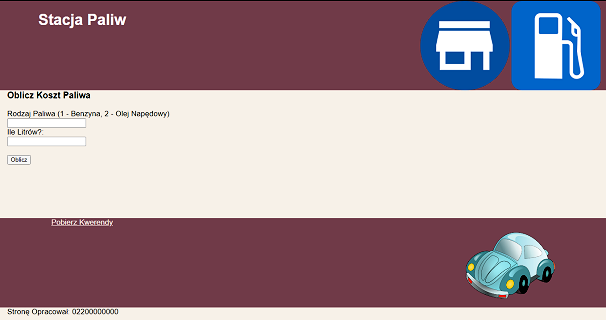 Stacja Paliw
Oblicz Koszt Paliwa
Rodzaj Paliwa (1 - Benzyna, 2 - Olej Napędowy)
Ile Litrów?:
Oblicz
Pobierz Kwerendy
Stronę Opracował: 02200000000